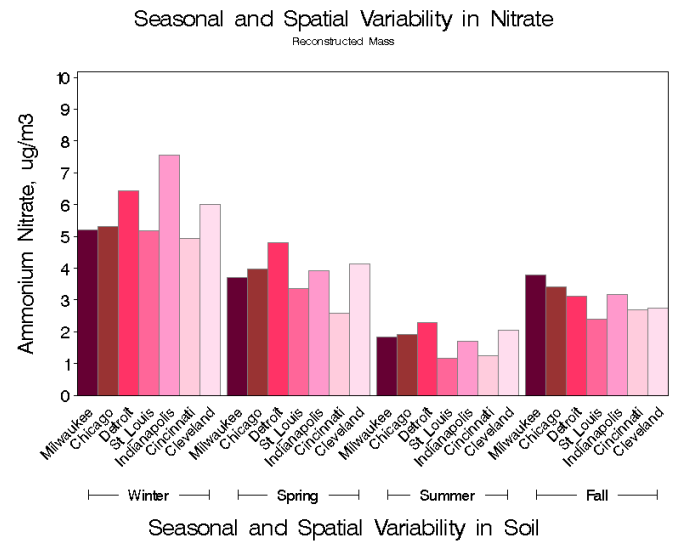 Seasonal and Spatial Variability in Nitrate
Reconstructed Mass
Ammonium Nitrate, ug/m3
10
9
8
7
6
5
4
3
2
1
0
Milwaukee Chicago Detroit St Louis Indianapolis Cincinnati Cleveland Milwaukee Chicago Detroit St Louis Indianapolis Cincinnati Cleveland Milwaukee Chicago Detroit St Louis Indianapolis Cincinnati Cleveland Milwaukee Chicago Detroit St Louis Indianapolis Cincinnati Cleveland
Winter Spring Summer Fall
Seasonal and Spatial Variability in Soil